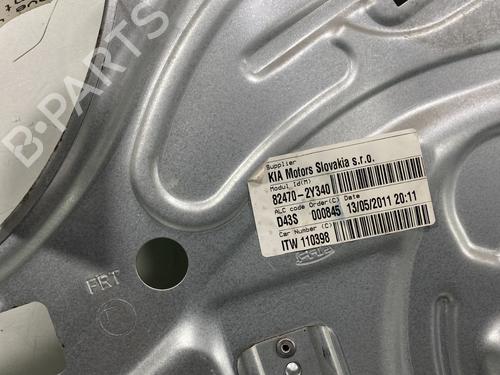 B-PARTS
Supplier
KIA Motors Slovakia s.r.o.
Modul Id(M)
82470-2Y340
ALC code Order(C) Date
D43S 000845 13/05/2011 20:11
Car Number (C)
ITW 110398
FRT